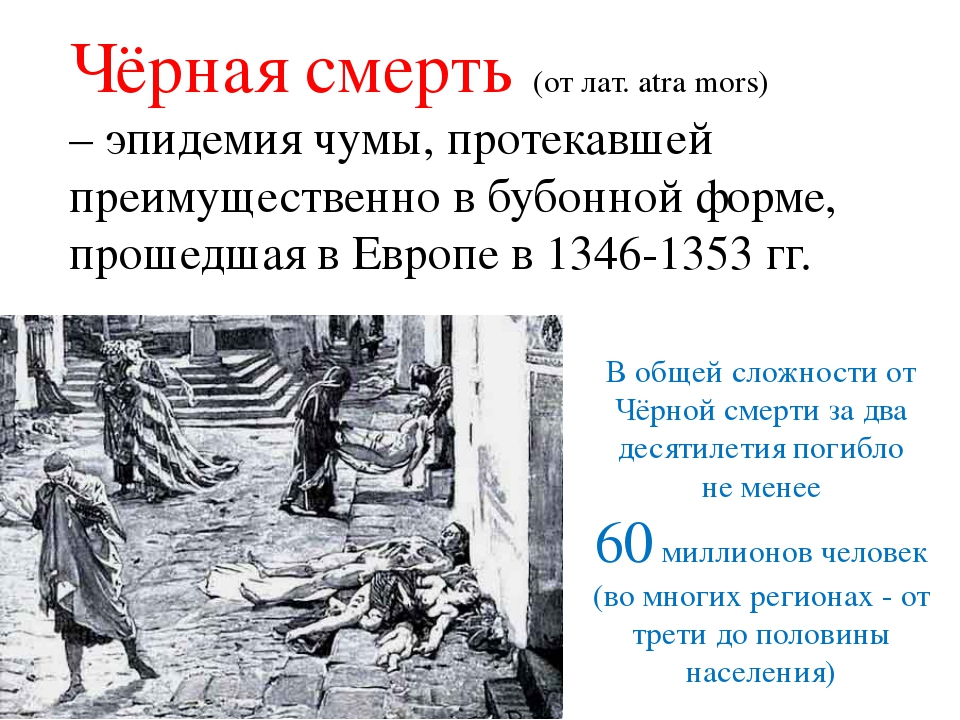 Чёрная смерть (от лат. atra mors)
– эпидемия чумы, протекавшей
преимущественно в бубонной форме,
прошедшая в Европе в 1346-1353 гг.
В общей сложности от
Чёрной смерти за два
десятилетия погибло
не менее
60 миллионов человек
(во многих регионах - от
трети до половины
населения)